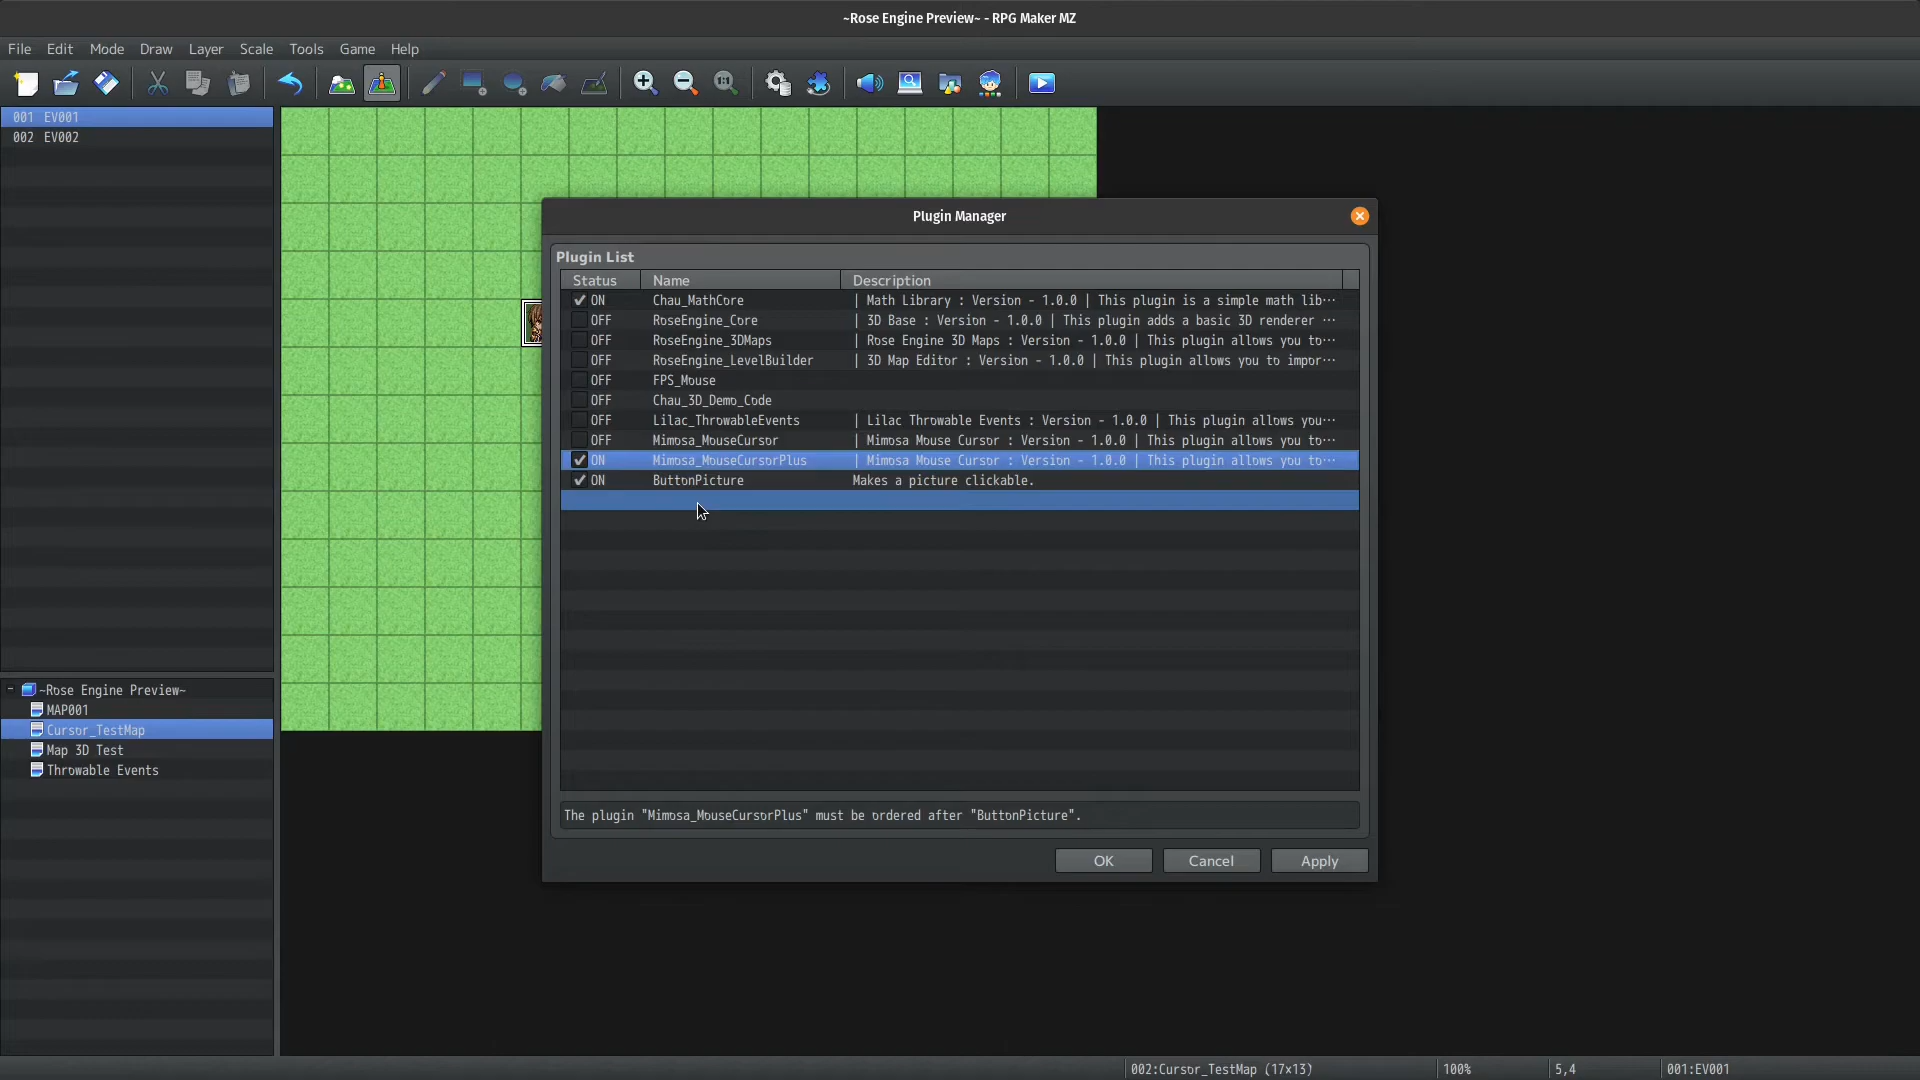 ~Rose Engine Preview~ - RPG Maker MZ
File Edit Mode Draw Layer Scale Tools Game Help
1:1
001 EV001
002 EV002
Plugin Manager
Plugin List
Status Name Description
ON Chau_MathCore | Math Library : Version - 1.0.0 | This plugin is a simple math lib···
OFF RoseEngine_Core | 3D Base : Version - 1.0.0 | This plugin adds a basic 3D renderer ···
OFF RoseEngine_3DMaps | Rose Engine 3D Maps : Version - 1.0.0 | This plugin allows you to···
OFF RoseEngine_LevelBuilder | 3D Map Editor : Version - 1.0.0 | This plugin allows you to impor···
OFF FPS_Mouse
OFF Chau_3D_Demo_Code
OFF Lilac_ThrowableEvents | Lilac Throwable Events : Version - 1.0.0 | This plugin allows you···
OFF Mimosa_MouseCursor | Mimosa Mouse Cursor : Version - 1.0.0 | This plugin allows you to···
ON Mimosa_MouseCursorPlus | Mimosa Mouse Cursor : Version - 1.0.0 | This plugin allows you to···
ON ButtonPicture Makes a picture clickable.
The plugin "Mimosa_MouseCursorPlus" must be ordered after "ButtonPicture".
OK Cancel Apply
~Rose Engine Preview~
MAP001
Cursor_TestMap
Map 3D Test
Throwable Events
002:Cursor_TestMap (17×13) 100% 5,4 001:EV001